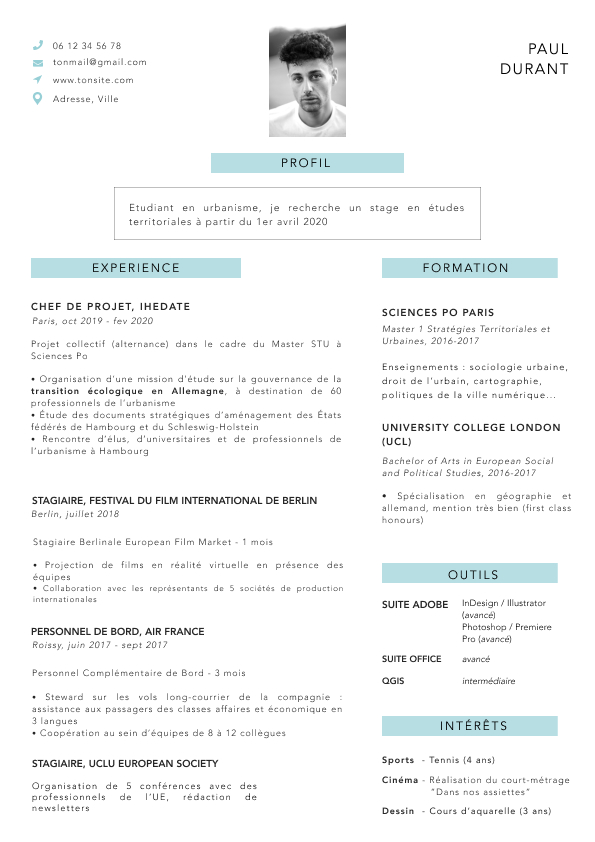 06 12 34 56 78
tonmail@gmail.com
www.tonsite.com
Adresse, Ville
PAUL
DURANT
PROFIL
Etudiant en urbanisme, je recherche un stage en études
territoriales à partir du 1er avril 2020
EXPERIENCE
CHEF DE PROJET, IHEDATE
Paris, oct 2019 - fev 2020
Projet collectif (alternance) dans le cadre du Master STU à
Sciences Po
• Organisation d'une mission d'étude sur la gouvernance de la
transition écologique en Allemagne, à destination de 60
professionnels de l'urbanisme
• Étude des documents stratégiques d'aménagement des États
fédérés de Hambourg et du Schleswig-Holstein
• Rencontre d'élus, d'universitaires et de professionnels de
l'urbanisme à Hambourg
STAGIAIRE, FESTIVAL DU FILM INTERNATIONAL DE BERLIN
Berlin, juillet 2018
Stagiaire Berlinale European Film Market - 1 mois
• Projection de films en réalité virtuelle en présence des
équipes
• Collaboration avec les représentants de 5 sociétés de production
internationales
PERSONNEL DE BORD, AIR FRANCE
Roissy, juin 2017 - sept 2017
Personnel Complémentaire de Bord - 3 mois
• Steward sur les vols long-courrier de la compagnie :
assistance aux passagers des classes affaires et économique en
3 langues
• Coopération au sein d'équipes de 8 à 12 collègues
STAGIAIRE, UCLU EUROPEAN SOCIETY
Organisation de 5 conférences avec des
professionnels de l'UE, rédaction de
newsletters
FORMATION
SCIENCES PO PARIS
Master 1 Stratégies Territoriales et
Urbaines, 2016-2017
Enseignements : sociologie urbaine,
droit de l'urbain, cartographie,
politiques de la ville numérique...
UNIVERSITY COLLEGE LONDON
(UCL)
Bachelor of Arts in European Social
and Political Studies, 2016-2017
• Spécialisation en géographie et
allemand, mention très bien (first class
honours)
OUTILS
SUITE ADOBE InDesign / Illustrator
(avancé)
Photoshop / Premiere
Pro (avancé)
SUITE OFFICE avancé
QGIS intermédiaire
INTÉRÊTS
Sports - Tennis (4 ans)
Cinéma - Réalisation du court-métrage
"Dans nos assiettes"
Dessin - Cours d'aquarelle (3 ans)